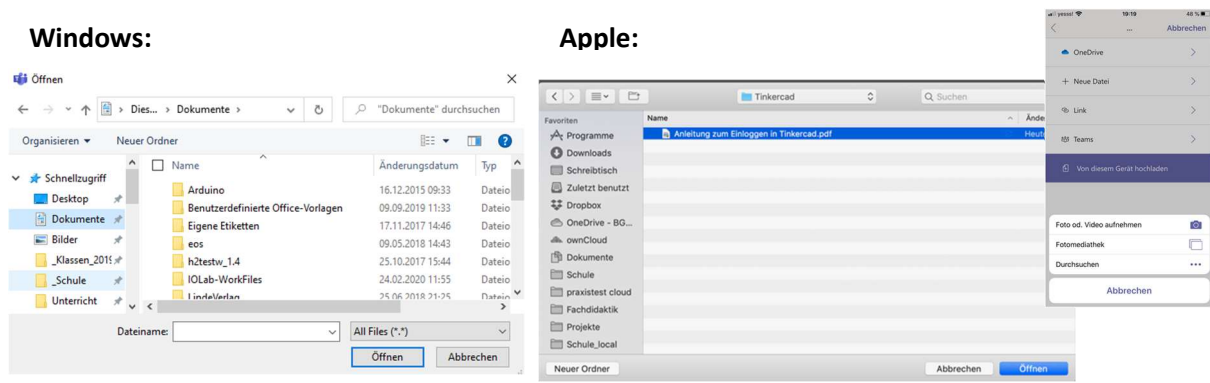 Windows:
Apple:
Öffnen
Dies... Dokumente
"Dokumente" durchsuchen
Organisieren
Neuer Ordner
Name
Änderungsdatum
Typ
Schnellzugriff
Desktop
Dokumente
Bilder
_Klassen_2019
_Schule
Unterricht
Arduino 16.12.2015 09:33 Dateio
Benutzerdefinierte Office-Vorlagen 09.09.2019 11:33 Dateio
Eigene Etiketten 17.11.2017 14:46 Dateio
eos 09.05.2018 14:43 Dateio
h2testw_1.4 25.10.2017 15:44 Dateio
IOLab-WorkFiles 24.02.2020 11:55 Dateio
LindeVerlag 25.06.2018 21:25 Dateio
Dateiname:
All Files (*.*)
Öffnen
Abbrechen
Tinkercad
Suchen
Favoriten
Programme
Downloads
Schreibtisch
Zuletzt benutzt
Dropbox
OneDrive - BG...
ownCloud
Dokumente
Schule
praxistest cloud
Fachdidaktik
Projekte
Schule_local
Name
Ände
Anleitung zum Einloggen in Tinkercad.pdf
Heut
Neuer Ordner
Abbrechen
Öffnen
yesss! 19:19 48 %
... Abbrechen
OneDrive
+ Neue Datei
Link
Teams
Von diesem Gerät hochladen
Foto od. Video aufnehmen
Fotomediathek
Durchsuchen
Abbrechen